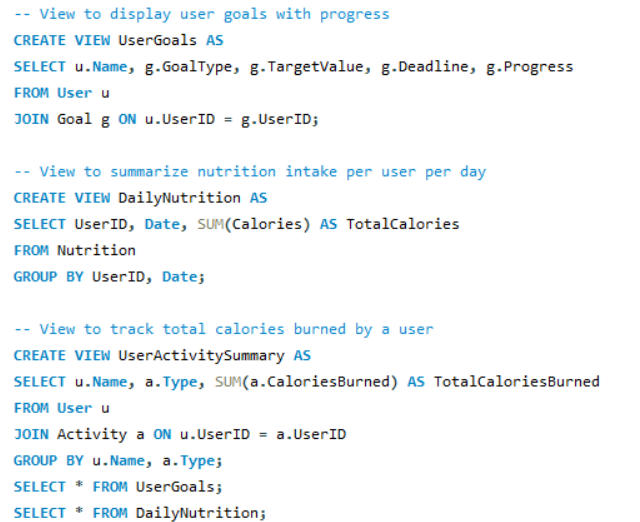 -- View to display user goals with progress
CREATE VIEW UserGoals AS
SELECT u.Name, g.GoalType, g.TargetValue, g.Deadline, g.Progress
FROM User u
JOIN Goal g ON u.UserID = g.UserID;
-- View to summarize nutrition intake per user per day
CREATE VIEW DailyNutrition AS
SELECT UserID, Date, SUM(Calories) AS TotalCalories
FROM Nutrition
GROUP BY UserID, Date;
-- View to track total calories burned by a user
CREATE VIEW UserActivitySummary AS
SELECT u.Name, a.Type, SUM(a.CaloriesBurned) AS TotalCaloriesBurned
FROM User u
JOIN Activity a ON u.UserID = a.UserID
GROUP BY u.Name, a.Type;
SELECT * FROM UserGoals;
SELECT * FROM DailyNutrition;